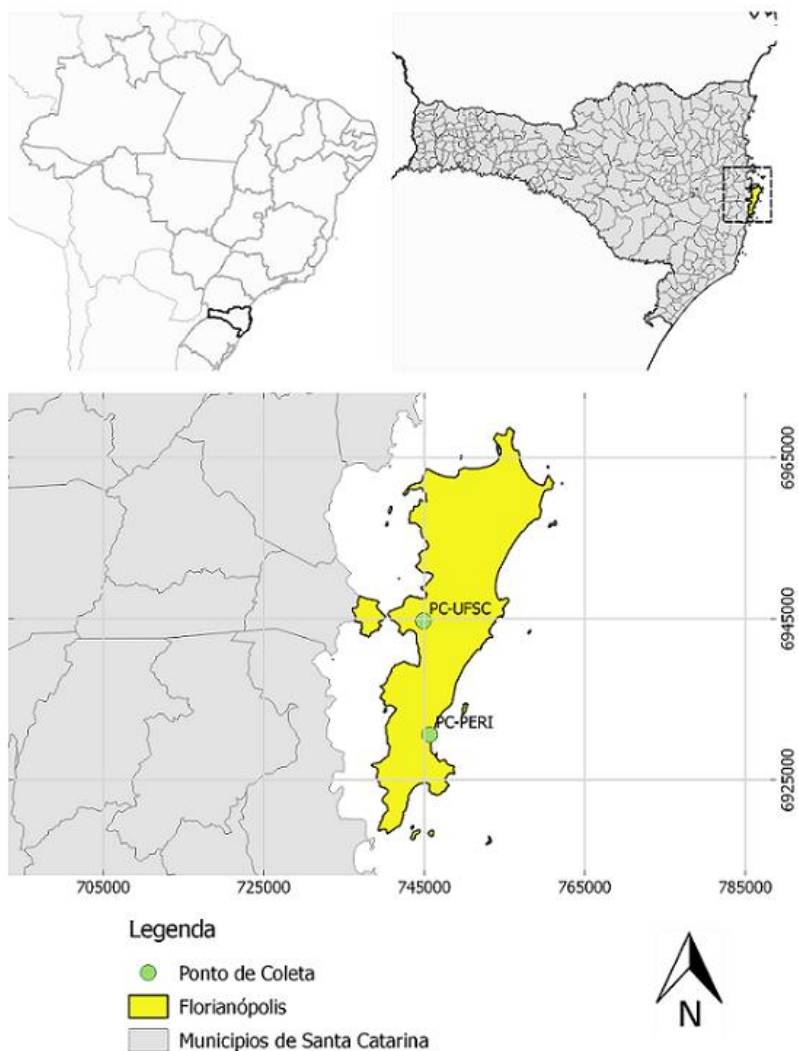 6965000
PC-UFSC
6945000
PC-PERI
6925000
705000 725000 745000 765000 785000
Legenda
Ponto de Coleta
Florianópolis
Municipios de Santa Catarina
N